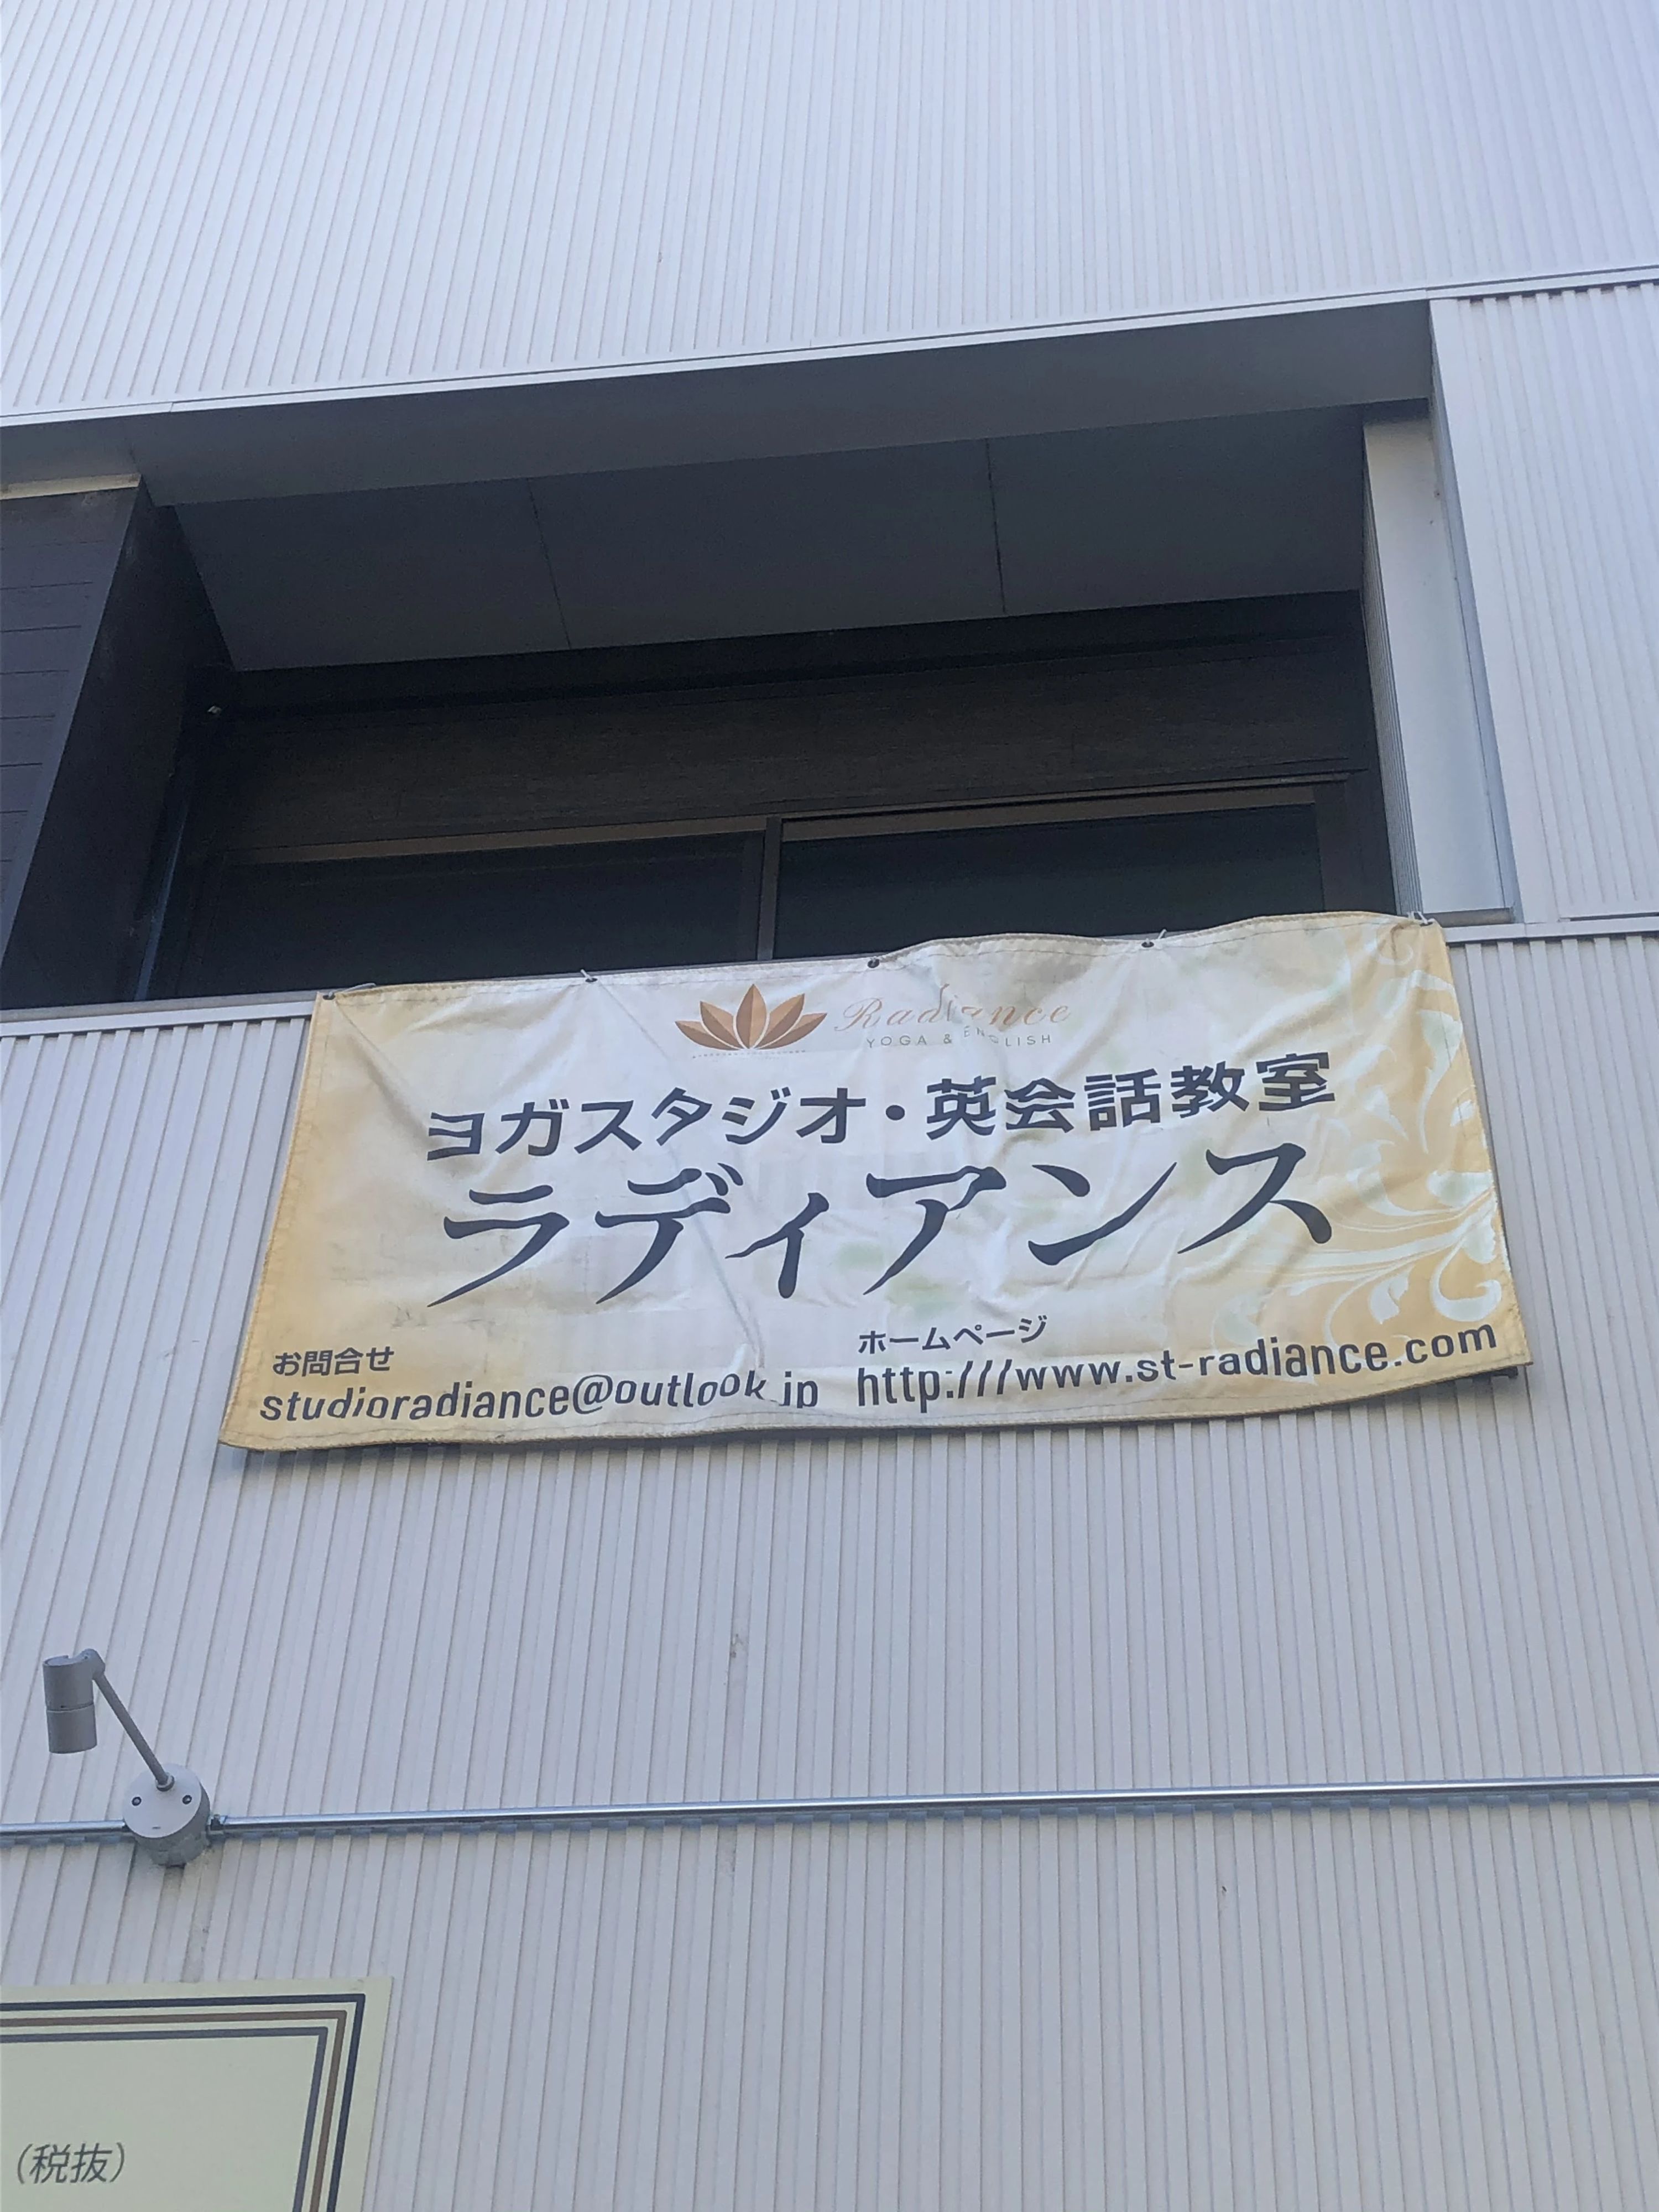 Radiance
YOGA & ENGLISH
ヨガスタジオ・英会話教室
ラディアンス
お問合せ
studioradiance@outlook.jp
ホームページ
http:///www.st-radiance.com
(税抜)